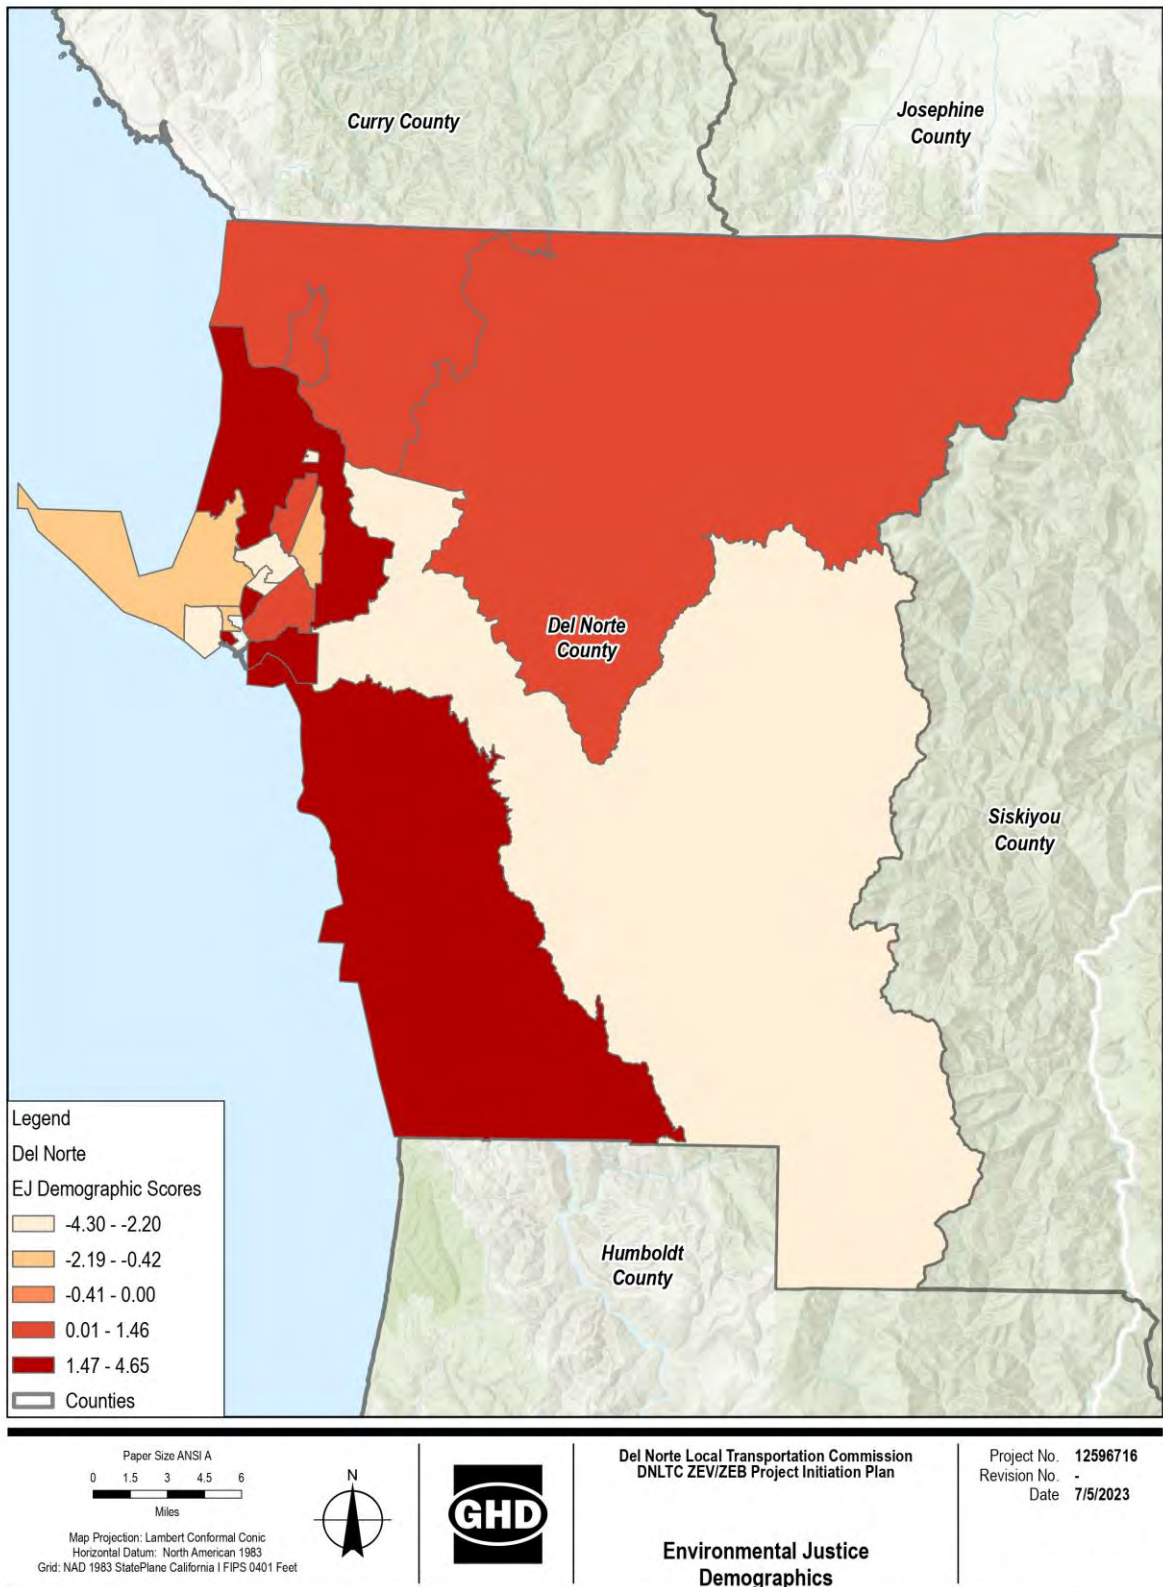 Curry County
Josephine
County
Del Norte
County
Siskiyou
County
Humboldt
County
Legend
Del Norte
EJ Demographic Scores
-4.30 - -2.20
-2.19 - -0.42
-0.41 - 0.00
0.01 - 1.46
1.47 - 4.65
Counties
Paper Size ANSI A
0 1.5 3 4.5 6
Miles
Map Projection: Lambert Conformal Conic
Horizontal Datum: North American 1983
Grid: NAD 1983 StatePlane California I FIPS 0401 Feet
N
GHD
Del Norte Local Transportation Commission
DNLTC ZEV/ZEB Project Initiation Plan
Environmental Justice
Demographics
Project No. 12596716
Revision No. -
Date 7/5/2023